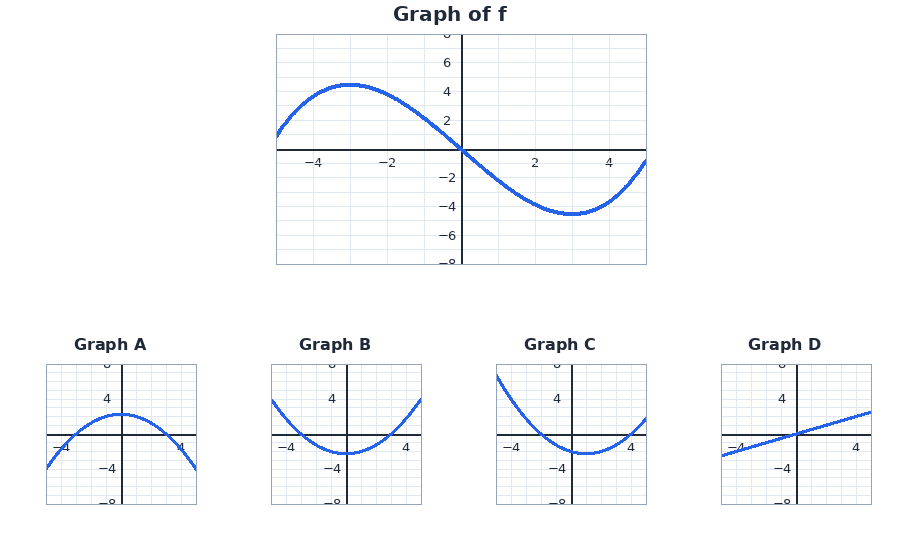 Graph of f
8
6
4
2
−4 −2 2 4
−2
−4
−6
−8
Graph A Graph B Graph C Graph D
8 8 8 8
4 4 4 4
−4 4 −4 4 −4 4 −4 4
−4 −4 −4 −4
−8 −8 −8 −8